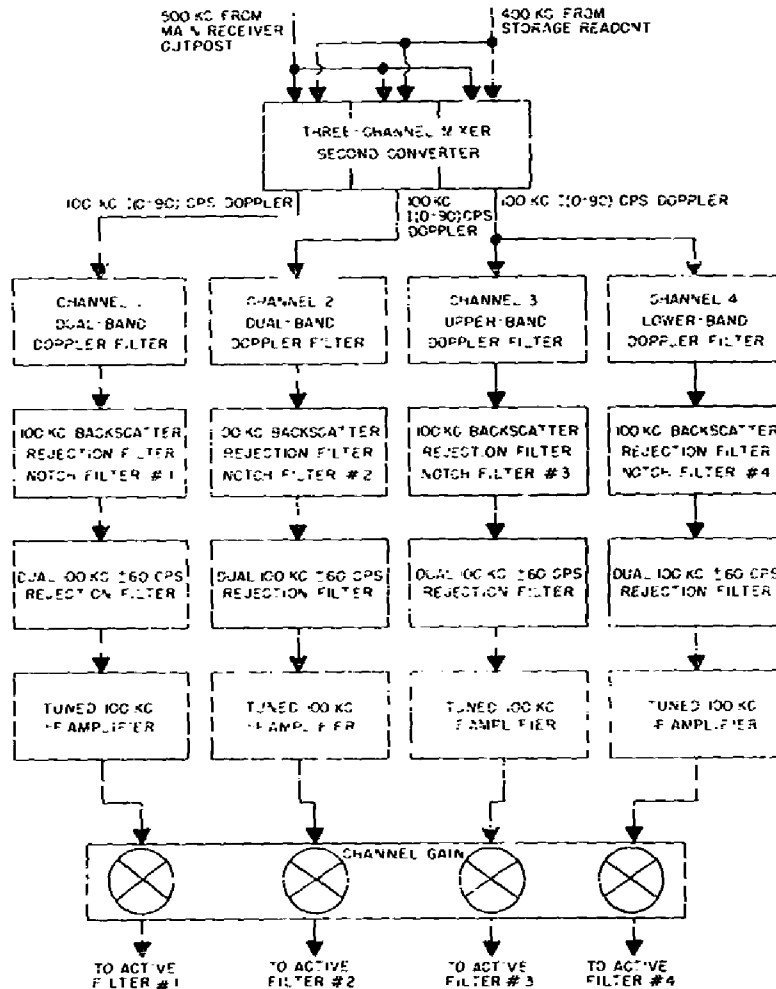 500 KC FROM
MAIN RECEIVER
OUTPOST
400 KC FROM
STORAGE READONT
THREE-CHANNEL MIXER
SECOND CONVERTER
100 KC ±(0-90) CPS DOPPLER
100 KC
±(0-90) CPS
DOPPLER
100 KC ±(0-90) CPS DOPPLER
CHANNEL 1
DUAL-BAND
DOPPLER FILTER
CHANNEL 2
DUAL-BAND
DOPPLER FILTER
CHANNEL 3
UPPER-BAND
DOPPLER FILTER
CHANNEL 4
LOWER-BAND
DOPPLER FILTER
100 KC BACKSCATTER
REJECTION FILTER
NOTCH FILTER #1
100 KC BACKSCATTER
REJECTION FILTER
NOTCH FILTER #2
100 KC BACKSCATTER
REJECTION FILTER
NOTCH FILTER #3
100 KC BACKSCATTER
REJECTION FILTER
NOTCH FILTER #4
DUAL 100 KC ±60 CPS
REJECTION FILTER
DUAL 100 KC ±60 CPS
REJECTION FILTER
DUAL 100 KC ±60 CPS
REJECTION FILTER
DUAL 100 KC ±60 CPS
REJECTION FILTER
TUNED 100 KC
IF AMPLIFIER
TUNED 100 KC
IF AMPLIFIER
TUNED 100 KC
IF AMPLIFIER
TUNED 100 KC
IF AMPLIFIER
CHANNEL GAIN
TO ACTIVE
FILTER #1
TO ACTIVE
FILTER #2
TO ACTIVE
FILTER #3
TO ACTIVE
FILTER #4